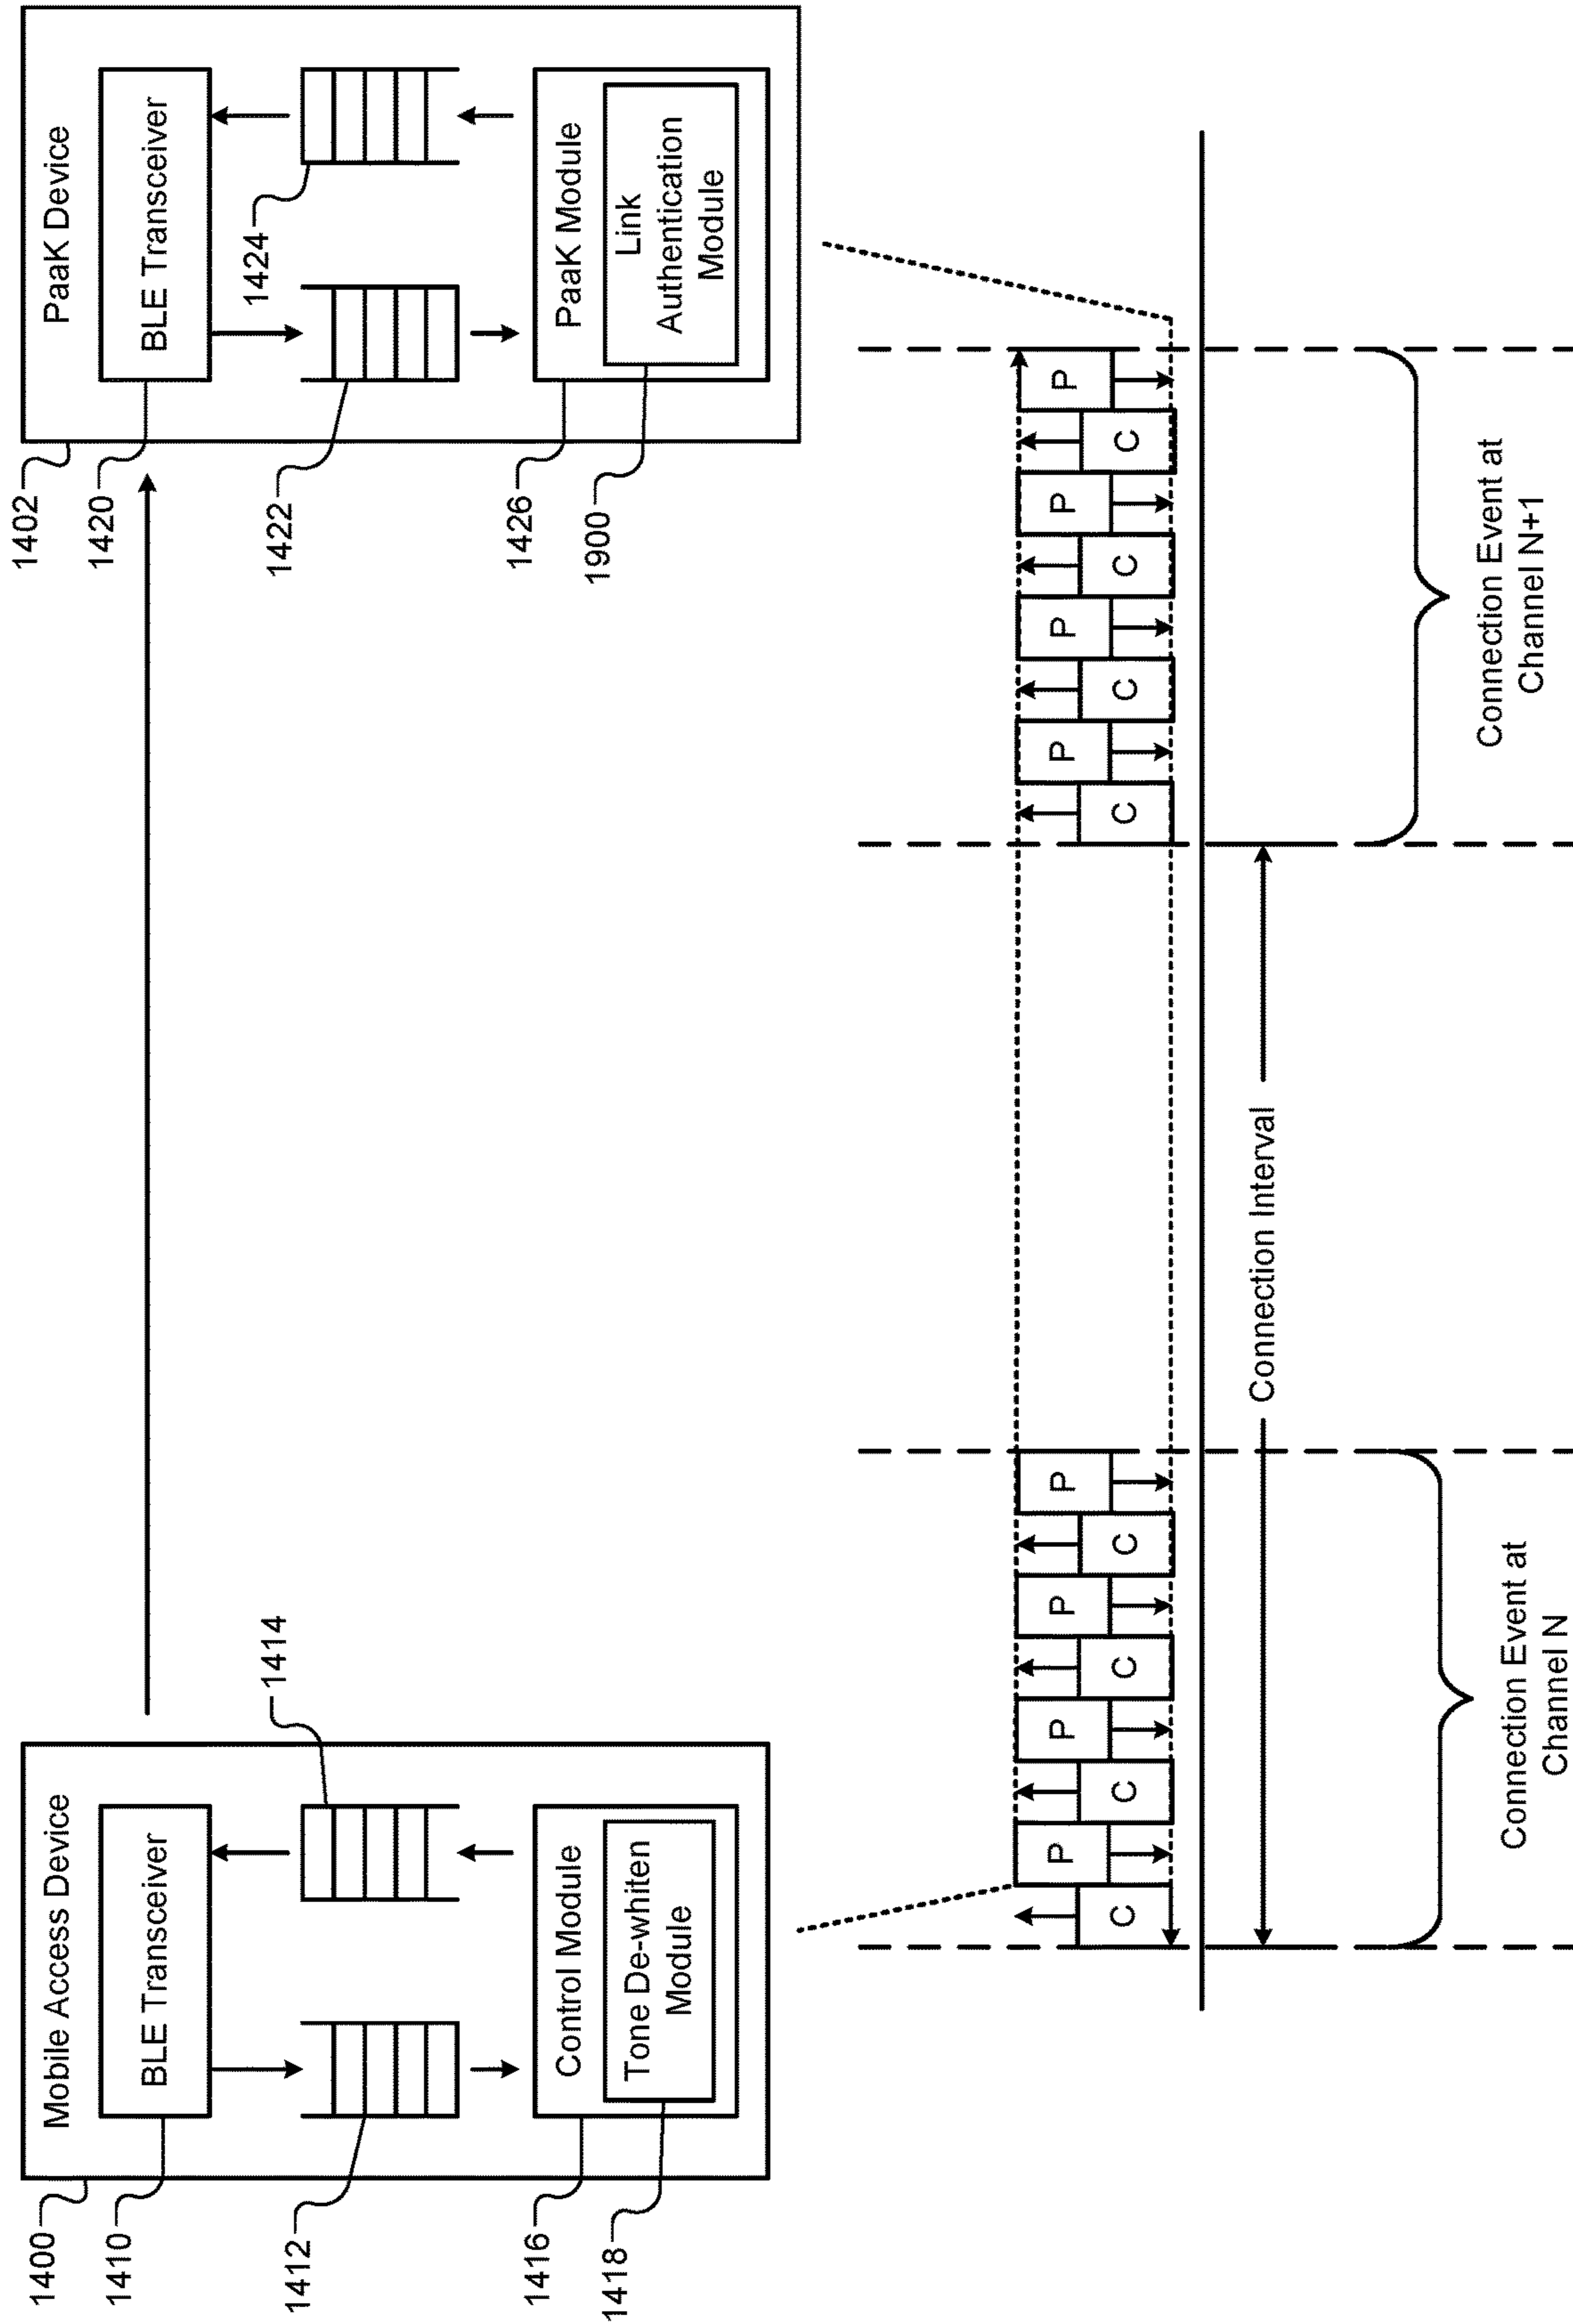 Mobile Access Device
BLE Transceiver
Control Module
Tone De-whiten
Module
1400
1410
1412
1414
1416
1418
PaaK Device
BLE Transceiver
PaaK Module
Link
Authentication
Module
1402
1420
1422
1424
1426
1900
C
P
C
P
C
P
C
P
C
P
C
P
C
P
C
P
Connection Interval
Connection Event at
Channel N
Connection Event at
Channel N+1